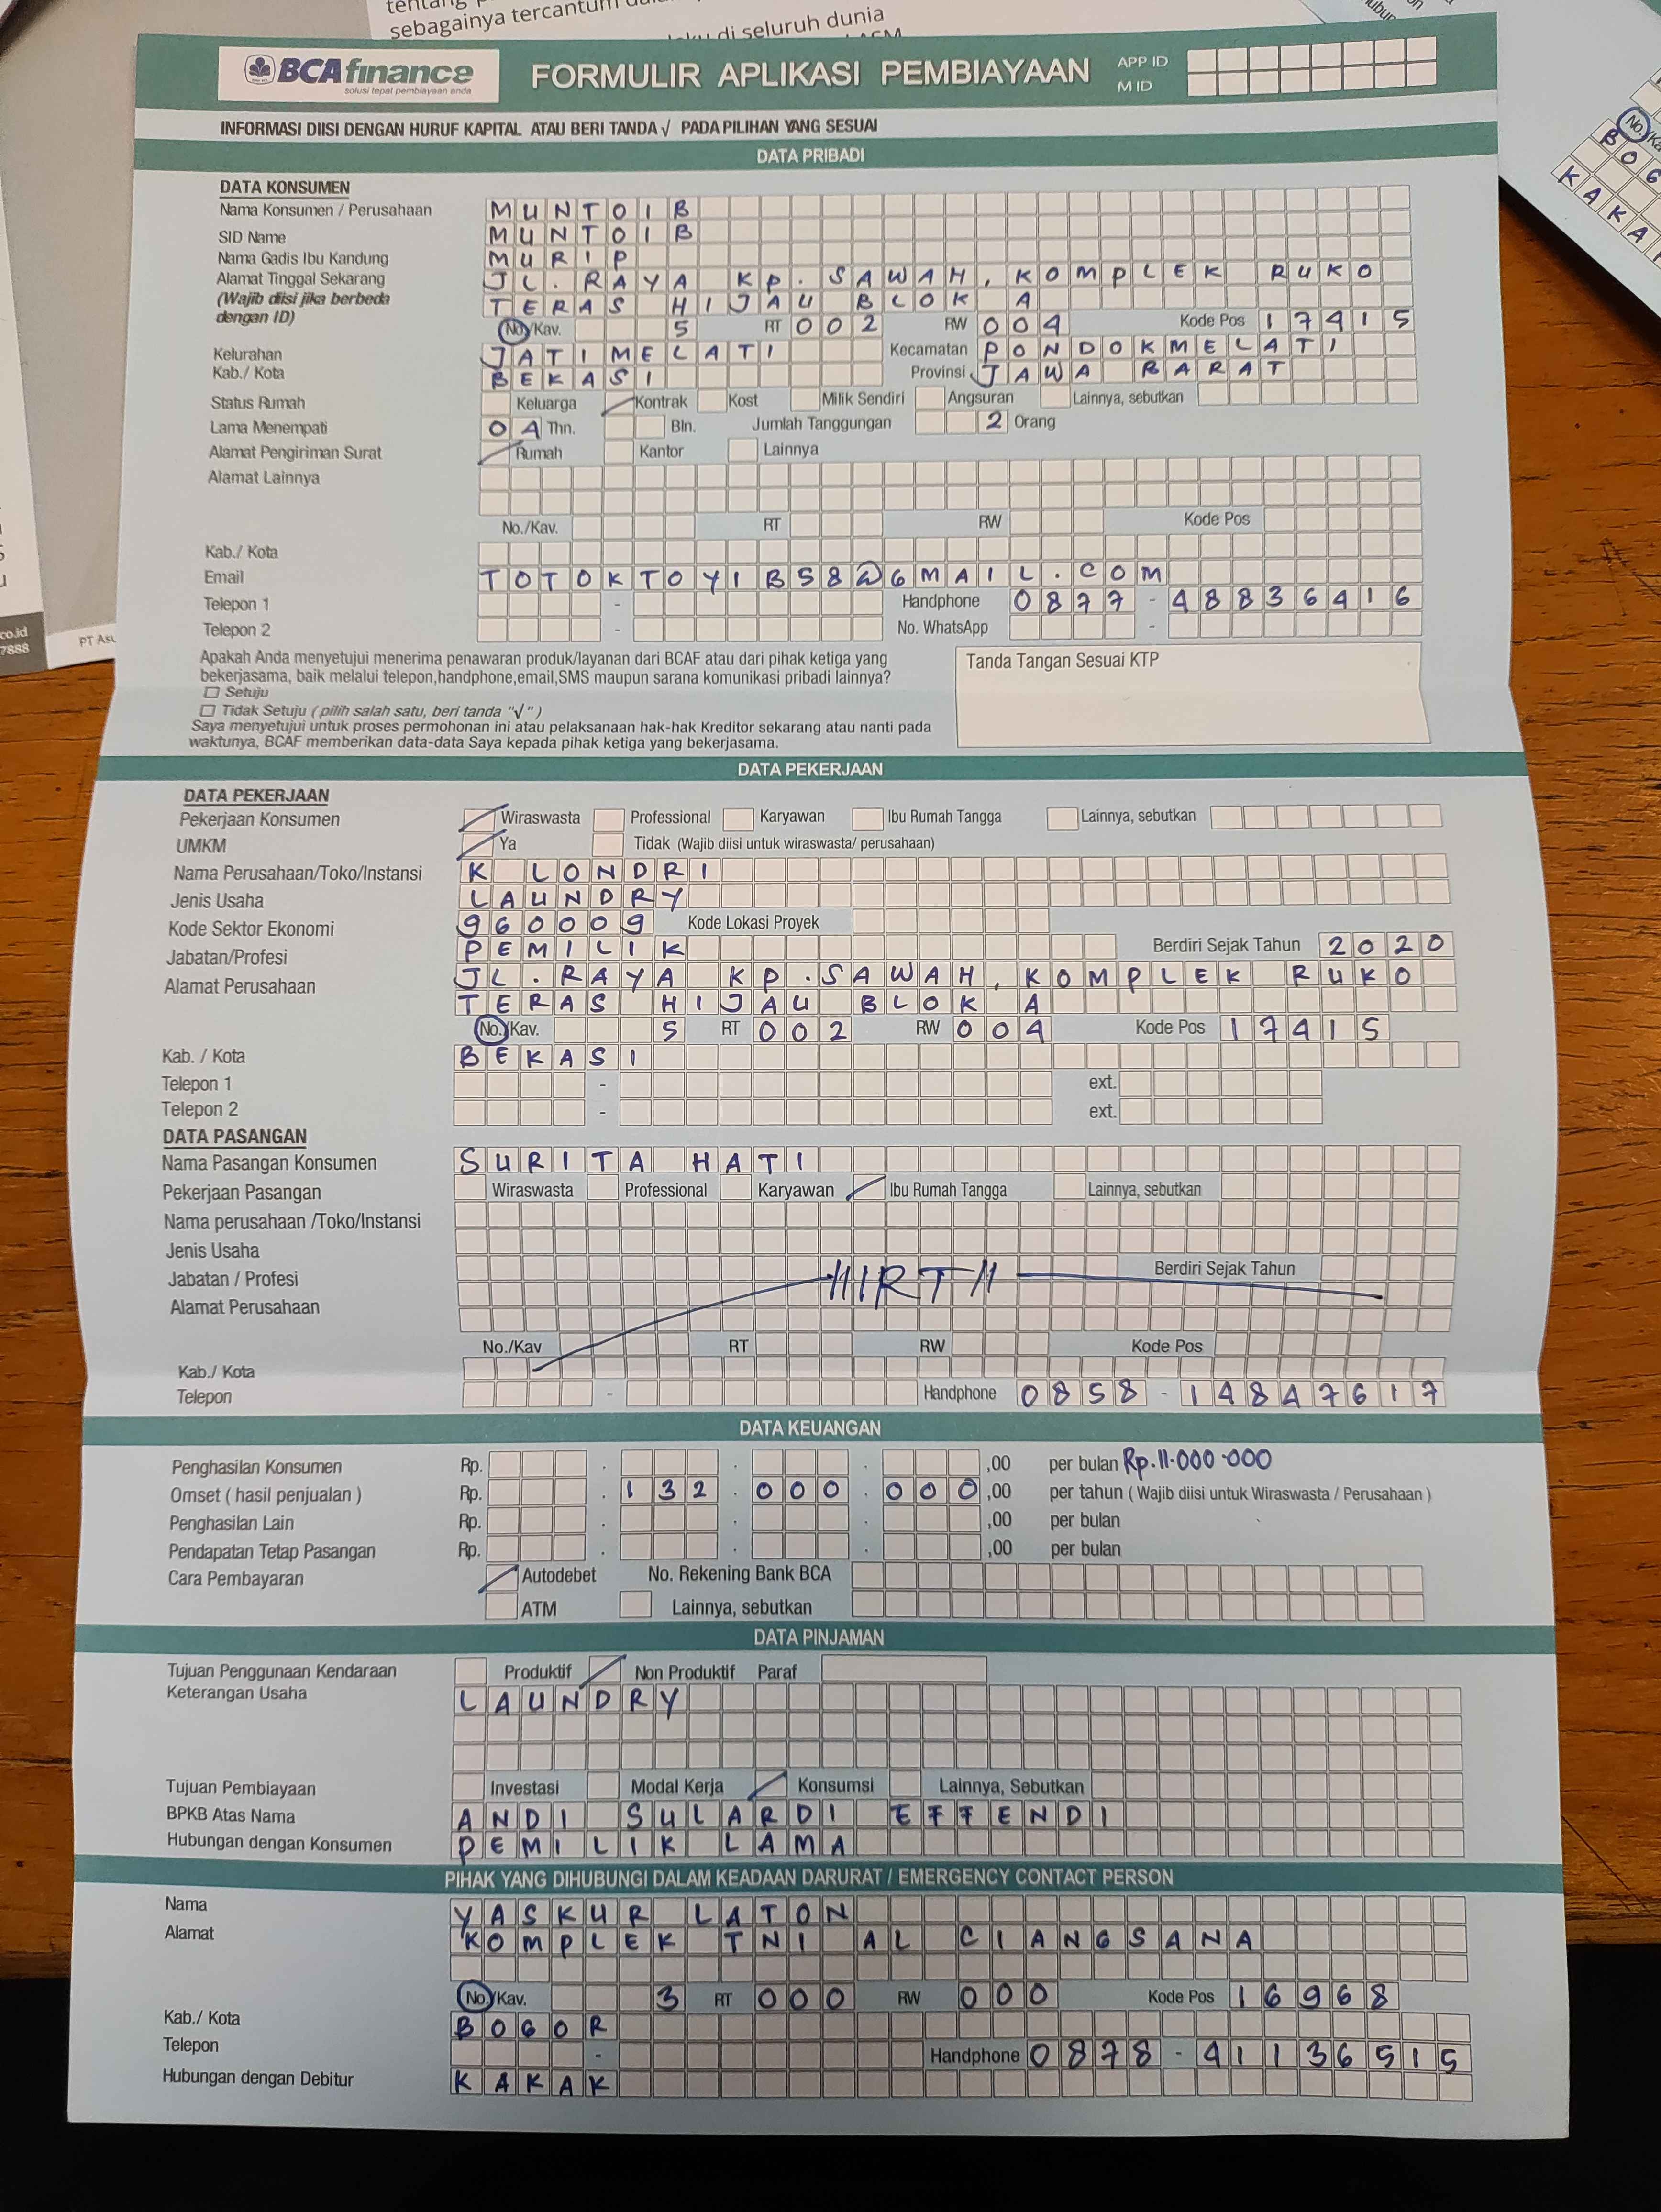 sebagainya tercantum
di seluruh dunia
BCA finance
solusi tepat pembiayaan anda
FORMULIR APLIKASI PEMBIAYAAN
APP ID
M ID
INFORMASI DIISI DENGAN HURUF KAPITAL ATAU BERI TANDA √ PADA PILIHAN YANG SESUAI
DATA PRIBADI
DATA KONSUMEN
Nama Konsumen / Perusahaan MUNTOIB
SID Name MUNTOIB
Nama Gadis Ibu Kandung MURIP
Alamat Tinggal Sekarang JL. RAYA KP. SAWAH, KOMPLEK RUKO
(Wajib diisi jika berbeda TERAS HIJAU BLOK A
dengan ID) No/Kav. 5 RT 002 RW 004 Kode Pos 17415
Kelurahan JATIMELATI Kecamatan PONDOKMELATI
Kab./ Kota BEKASI Provinsi JAWA BARAT
Status Rumah Keluarga Kontrak Kost Milik Sendiri Angsuran Lainnya, sebutkan
Lama Menempati 04 Thn. Bln. Jumlah Tanggungan 2 Orang
Alamat Pengiriman Surat Rumah Kantor Lainnya
Alamat Lainnya
No./Kav. RT RW Kode Pos
Kab./ Kota
Email TOTOKTOYIB58@GMAIL.COM
Telepon 1 - Handphone 0877 - 48836416
Telepon 2 - No. WhatsApp -
Apakah Anda menyetujui menerima penawaran produk/layanan dari BCAF atau dari pihak ketiga yang
bekerjasama, baik melalui telepon,handphone,email,SMS maupun sarana komunikasi pribadi lainnya?
Setuju
Tidak Setuju ( pilih salah satu, beri tanda "√" )
Saya menyetujui untuk proses permohonan ini atau pelaksanaan hak-hak Kreditor sekarang atau nanti pada
waktunya, BCAF memberikan data-data Saya kepada pihak ketiga yang bekerjasama.
Tanda Tangan Sesuai KTP
DATA PEKERJAAN
DATA PEKERJAAN
Pekerjaan Konsumen Wiraswasta Professional Karyawan Ibu Rumah Tangga Lainnya, sebutkan
UMKM Ya Tidak (Wajib diisi untuk wiraswasta/ perusahaan)
Nama Perusahaan/Toko/Instansi K LONDRI
Jenis Usaha LAUNDRY
Kode Sektor Ekonomi 960009 Kode Lokasi Proyek
Jabatan/Profesi PEMILIK Berdiri Sejak Tahun 2020
Alamat Perusahaan JL. RAYA KP. SAWAH, KOMPLEK RUKO
TERAS HIJAU BLOK A
No./Kav. 5 RT 002 RW 004 Kode Pos 17415
Kab. / Kota BEKASI
Telepon 1 - ext.
Telepon 2 - ext.
DATA PASANGAN
Nama Pasangan Konsumen SURITA HATI
Pekerjaan Pasangan Wiraswasta Professional Karyawan Ibu Rumah Tangga Lainnya, sebutkan
Nama perusahaan /Toko/Instansi
Jenis Usaha
Jabatan / Profesi //IRT// Berdiri Sejak Tahun
Alamat Perusahaan
No./Kav RT RW Kode Pos
Kab./ Kota
Telepon - Handphone 0858 - 14847617
DATA KEUANGAN
Penghasilan Konsumen Rp. . . . ,00 per bulan Rp.11.000.000
Omset ( hasil penjualan ) Rp. . 132 . 000 . 000 ,00 per tahun ( Wajib diisi untuk Wiraswasta / Perusahaan )
Penghasilan Lain Rp. . . . ,00 per bulan
Pendapatan Tetap Pasangan Rp. . . . ,00 per bulan
Cara Pembayaran Autodebet No. Rekening Bank BCA
ATM Lainnya, sebutkan
DATA PINJAMAN
Tujuan Penggunaan Kendaraan Produktif Non Produktif Paraf
Keterangan Usaha LAUNDRY
Tujuan Pembiayaan Investasi Modal Kerja Konsumsi Lainnya, Sebutkan
BPKB Atas Nama ANDI SULARDI EFFENDI
Hubungan dengan Konsumen PEMILIK LAMA
PIHAK YANG DIHUBUNGI DALAM KEADAAN DARURAT / EMERGENCY CONTACT PERSON
Nama YASKUR LATON
Alamat KOMPLEK TNI AL CIANGSANA
No./Kav. 3 RT 000 RW 000 Kode Pos 16968
Kab./ Kota BOGOR
Telepon - Handphone 0878 - 41136515
Hubungan dengan Debitur KAKAK
co.id
7888
PT Asu
No./Ka
BOG
KAKA